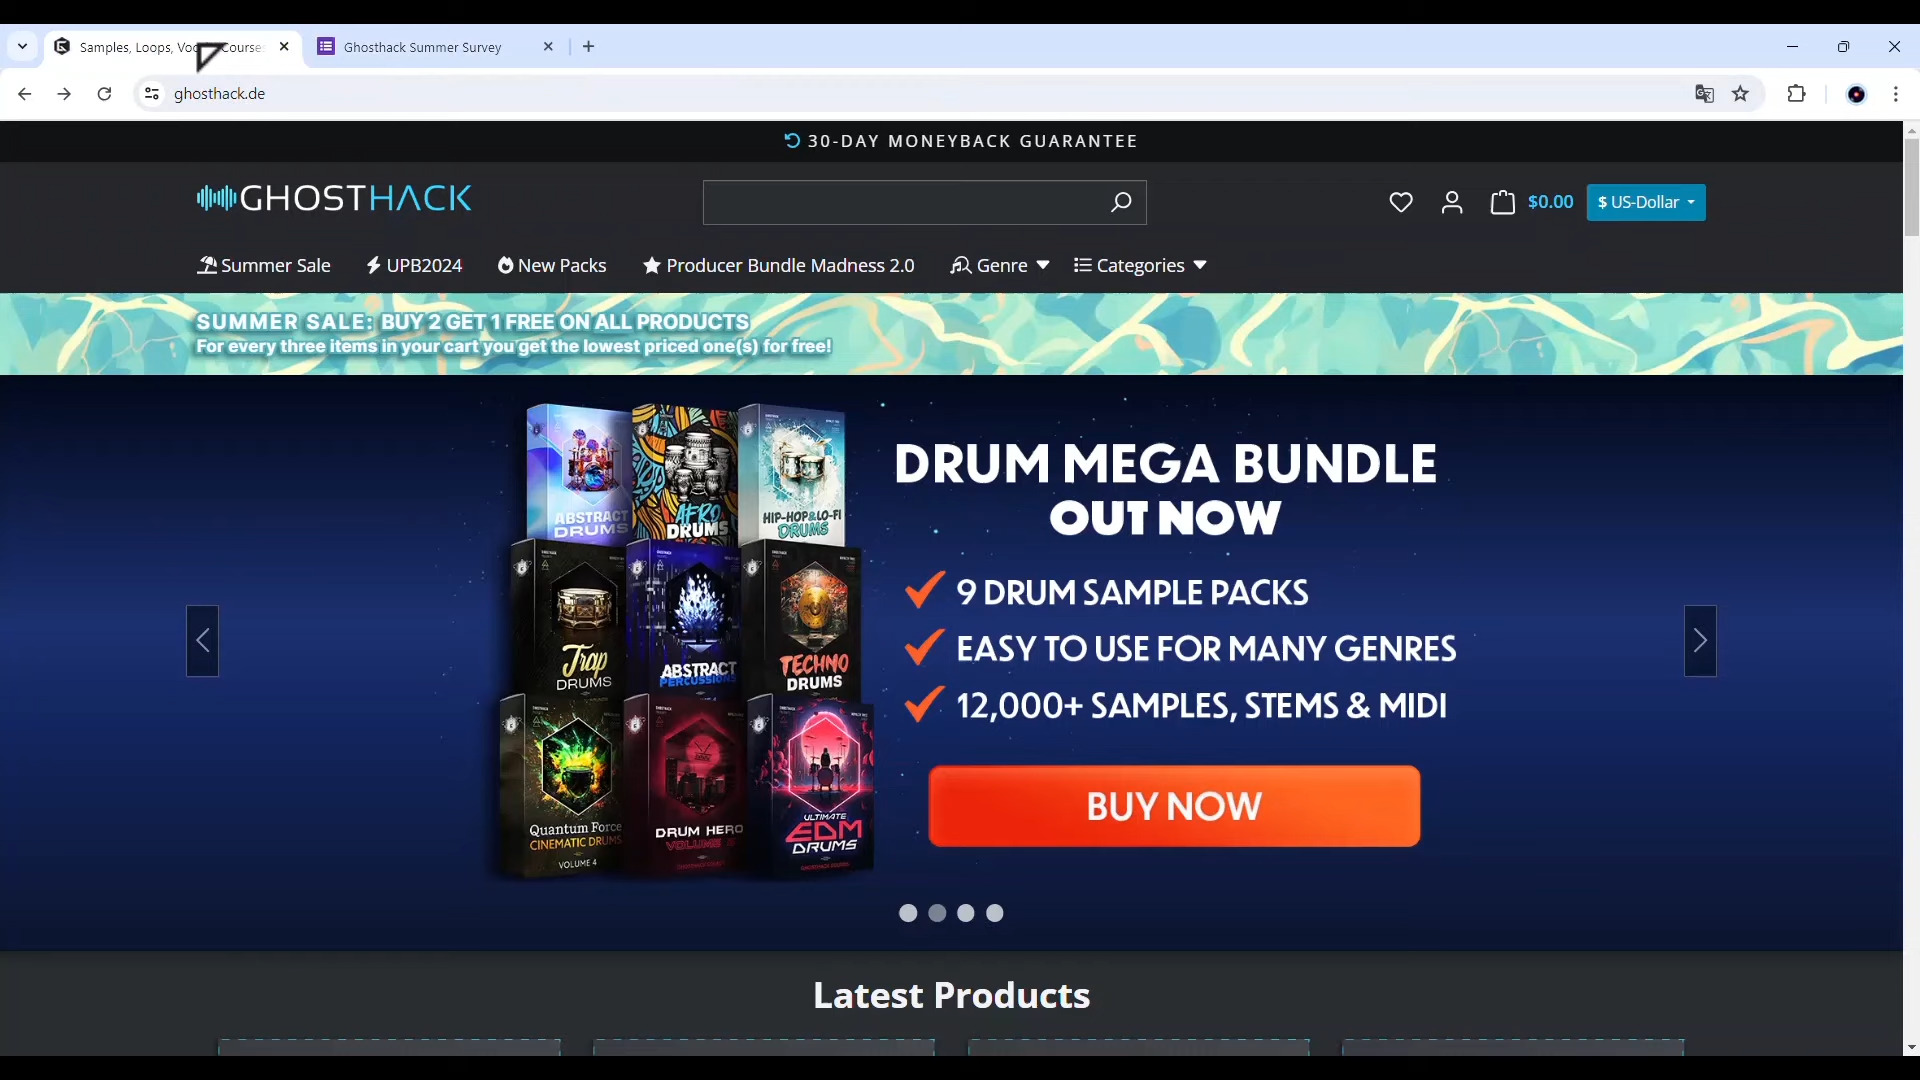 Samples, Loops, Vo Course
Ghosthack Summer Survey
ghosthack.de
30-DAY MONEYBACK GUARANTEE
GHOSTHACK
$0.00
$ US-Dollar
Summer Sale
UPB2024
New Packs
Producer Bundle Madness 2.0
Genre
Categories
SUMMER SALE: BUY 2 GET 1 FREE ON ALL PRODUCTS
For every three items in your cart you get the lowest priced one(s) for free!
ABSTRACT
DRUMS
AFRO
DRUMS
HIP-HOP & LO-FI
DRUMS
DRUM MEGA BUNDLE
OUT NOW
9 DRUM SAMPLE PACKS
EASY TO USE FOR MANY GENRES
12,000+ SAMPLES, STEMS & MIDI
Trap
DRUMS
ABSTRACT
PERCUSSIONS
TECHNO
DRUMS
Quantum Force
CINEMATIC DRUMS
VOLUME 4
DRUM HERO
VOLUME
ULTIMATE
EDM
DRUMS
BUY NOW
Latest Products